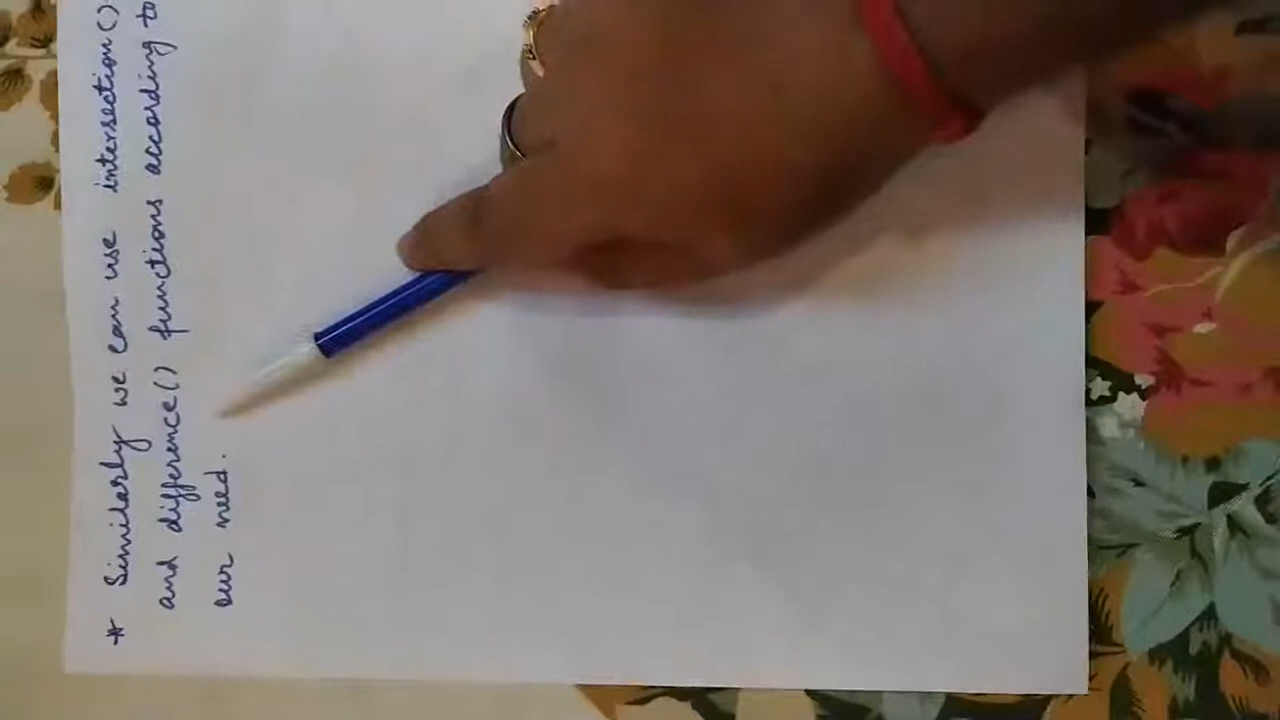 * Similarly we can use intersection()
and difference() functions according to
our need.